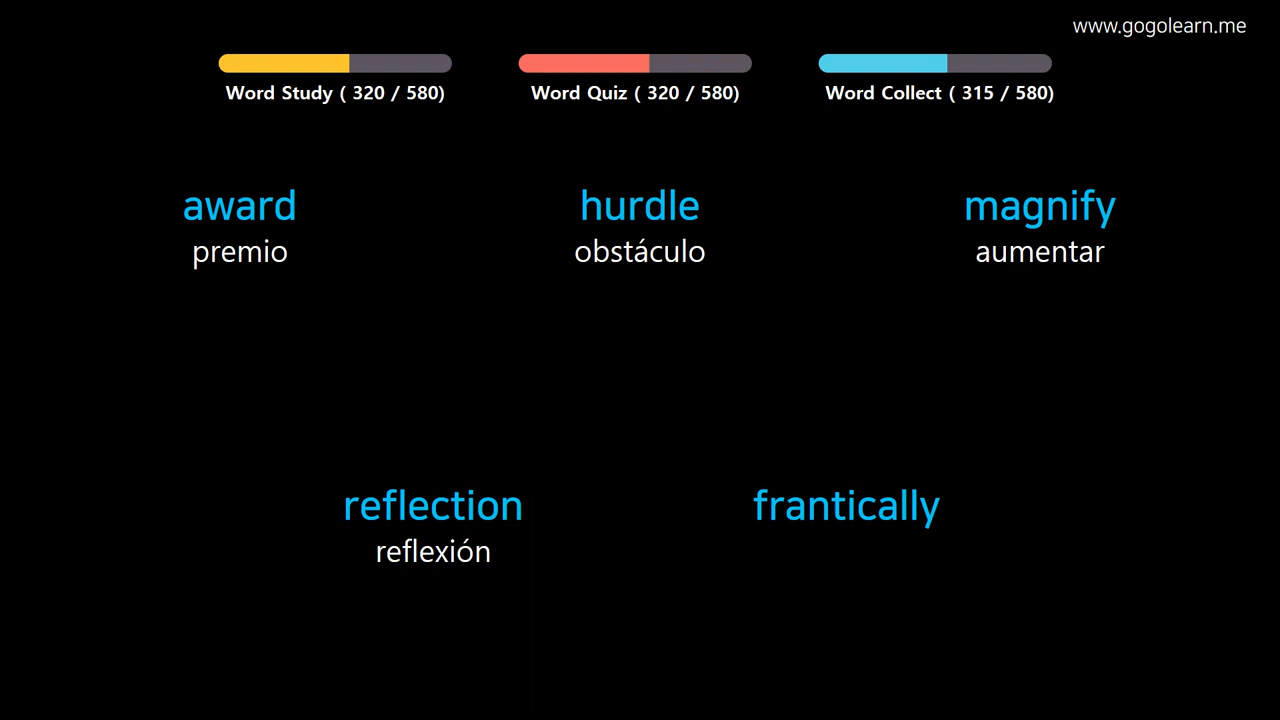 www.gogolearn.me
Word Study ( 320 / 580)
Word Quiz ( 320 / 580)
Word Collect ( 315 / 580)
award
premio
hurdle
obstáculo
magnify
aumentar
reflection
reflexión
frantically